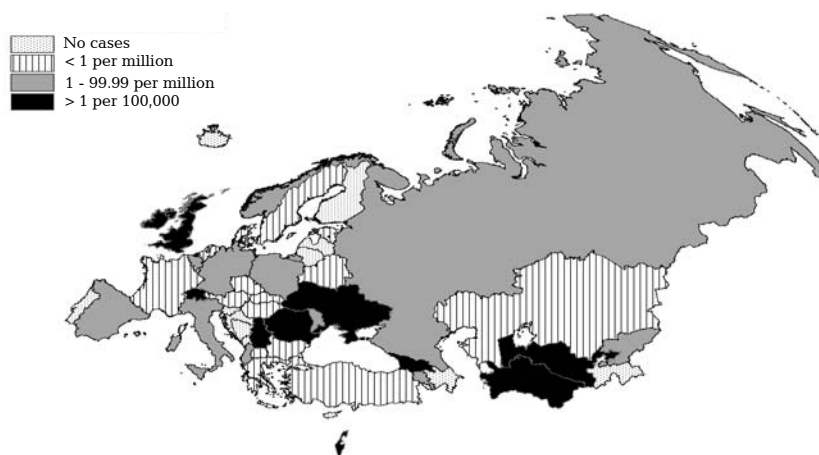 No cases
< 1 per million
1 - 99.99 per million
> 1 per 100,000